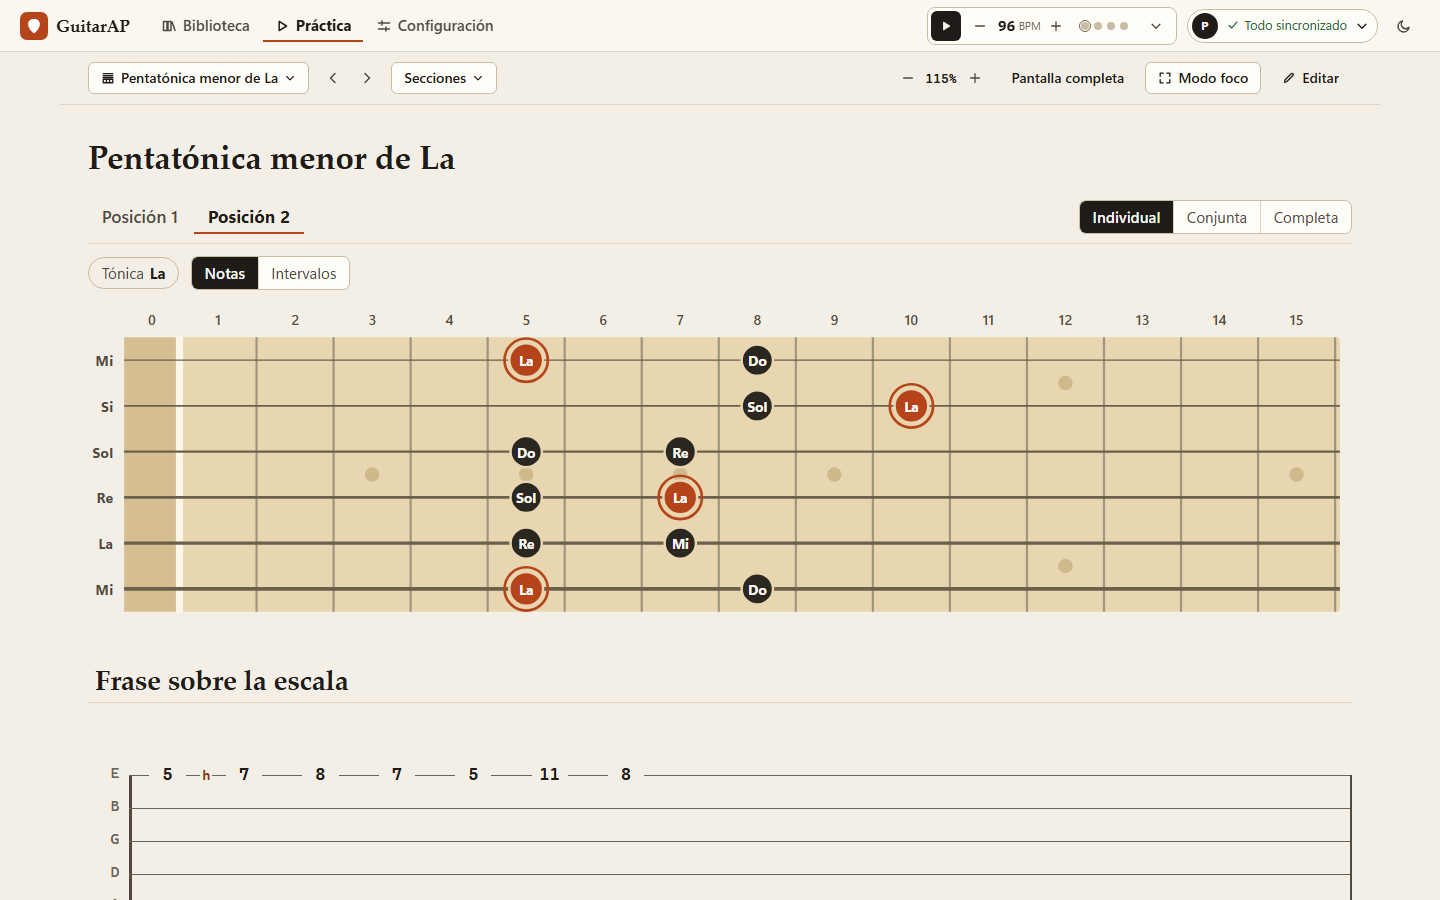 GuitarAP Biblioteca Práctica Configuración 96 BPM P Todo sincronizado
Pentatónica menor de La Secciones 115% Pantalla completa Modo foco Editar
Pentatónica menor de La
Posición 1 Posición 2 Individual Conjunta Completa
Tónica La Notas Intervalos
0 1 2 3 4 5 6 7 8 9 10 11 12 13 14 15
Mi La Do
Si Sol La
Sol Do Re
Re Sol La
La Re Mi
Mi La Do
Frase sobre la escala
E 5 h 7 8 7 5 11 8
B
G
D